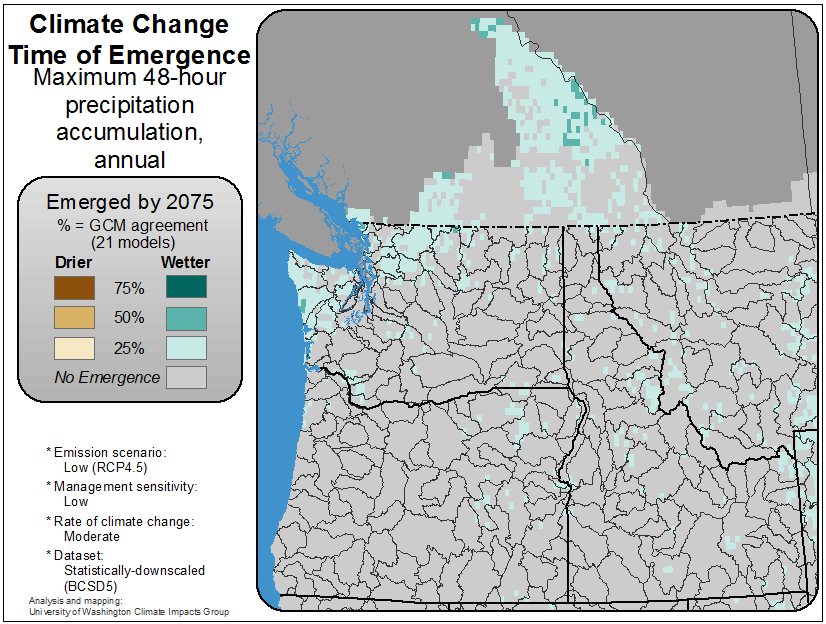 Climate Change
Time of Emergence
Maximum 48-hour
precipitation
accumulation,
annual
Emerged by 2075
% = GCM agreement
(21 models)
Drier Wetter
75%
50%
25%
No Emergence
* Emission scenario:
Low (RCP4.5)
* Management sensitivity:
Low
* Rate of climate change:
Moderate
* Dataset:
Statistically-downscaled
(BCSD5)
Analysis and mapping:
University of Washington Climate Impacts Group